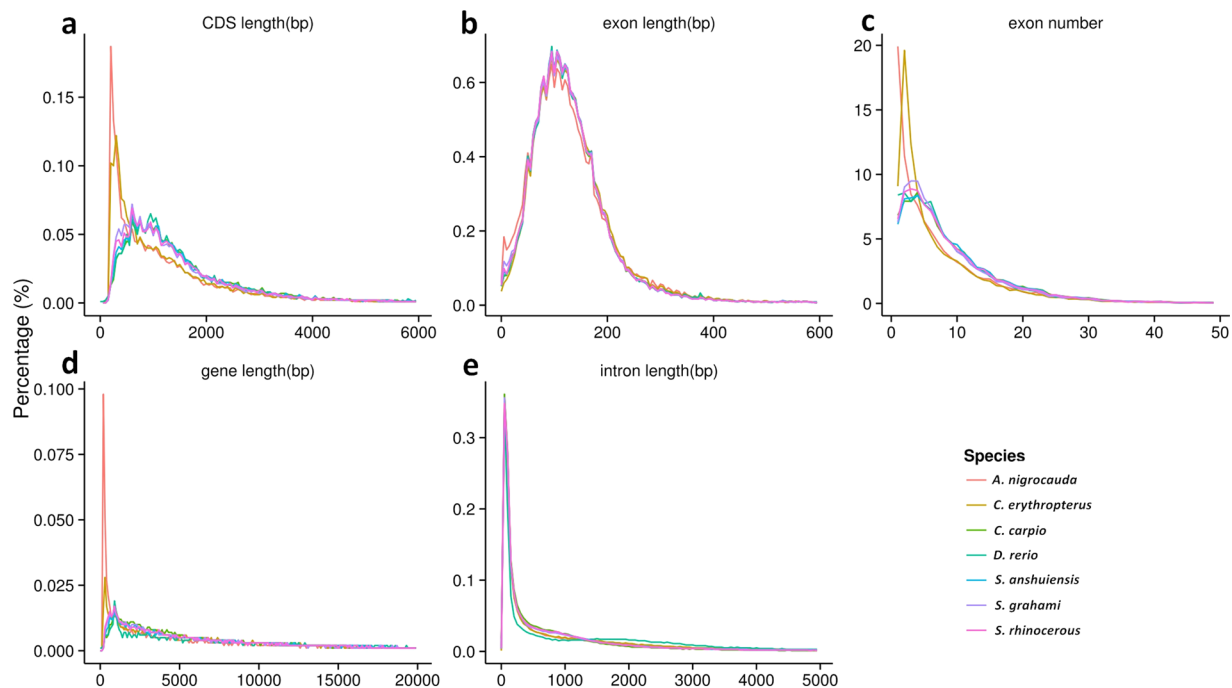 a CDS length(bp)
b exon length(bp)
c exon number
Percentage (%)
0.15
0.10
0.05
0.00
0 2000 4000 6000
0.6
0.4
0.2
0.0
0 200 400 600
20
15
10
5
0
0 10 20 30 40 50
d gene length(bp)
e intron length(bp)
0.100
0.075
0.050
0.025
0.000
0 5000 10000 15000 20000
0.3
0.2
0.1
0.0
0 1000 2000 3000 4000 5000
Species
A. nigrocauda
C. erythropterus
C. carpio
D. rerio
S. anshuiensis
S. grahami
S. rhinocerous